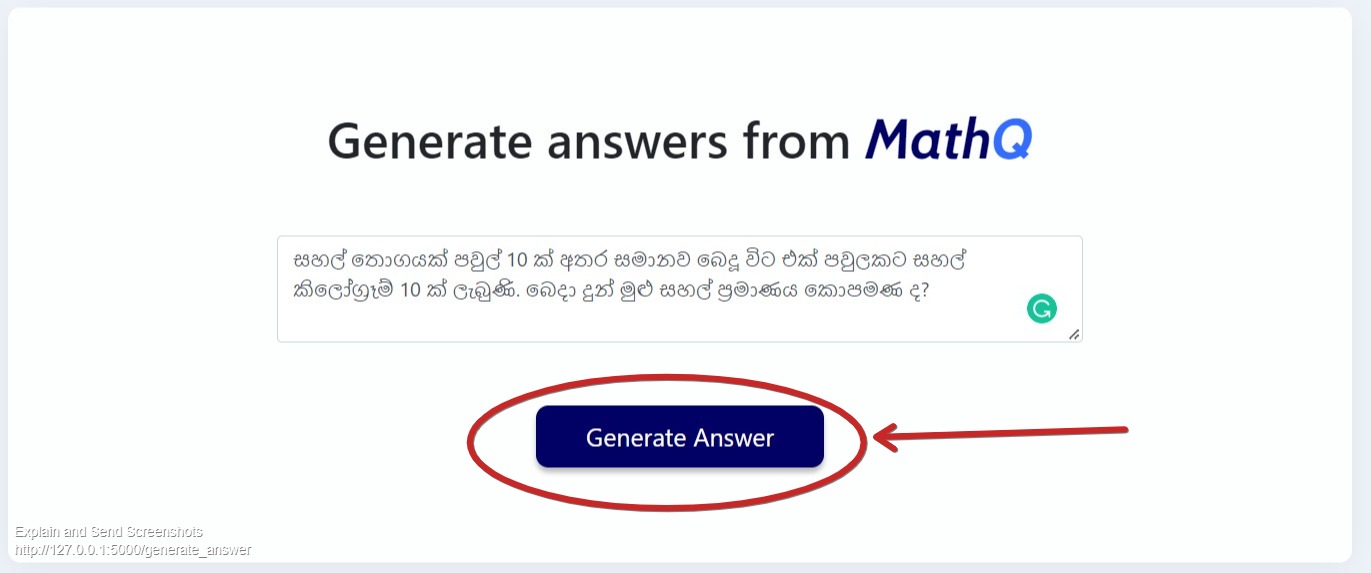 Generate answers from MathQ
සහල් තොගයක් පවුල් 10 ක් අතර සමානව බෙදූ විට එක් පවුලකට සහල්
කිලෝග්‍රෑම් 10 ක් ලැබුණි. බෙදා දුන් මුළු සහල් ප්‍රමාණය කොපමණ ද?
Generate Answer
Explain and Send Screenshots
http://127.0.0.1:5000/generate_answer